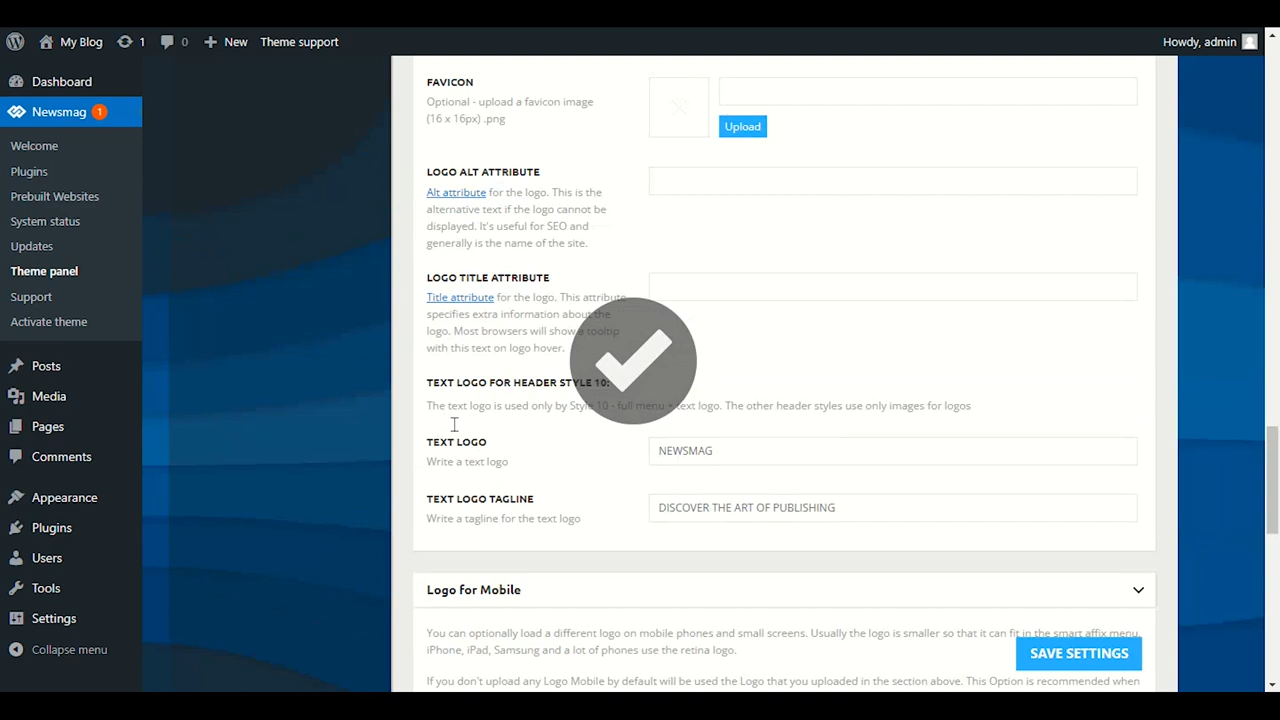 My Blog 1 0 New Theme support Howdy, admin
Dashboard
Newsmag 1
Welcome
Plugins
Prebuilt Websites
System status
Updates
Theme panel
Support
Activate theme
Posts
Media
Pages
Comments
Appearance
Plugins
Users
Tools
Settings
Collapse menu
FAVICON
Optional - upload a favicon image
(16 x 16px) .png
Upload
LOGO ALT ATTRIBUTE
Alt attribute for the logo. This is the
alternative text if the logo cannot be
displayed. It's useful for SEO and
generally is the name of the site.
LOGO TITLE ATTRIBUTE
Title attribute for the logo. This attribute
specifies extra information about the
logo. Most browsers will show a tooltip
with this text on logo hover.
TEXT LOGO FOR HEADER STYLE 10:
The text logo is used only by Style 10 - full menu + text logo. The other header styles use only images for logos
TEXT LOGO
Write a text logo
NEWSMAG
TEXT LOGO TAGLINE
Write a tagline for the text logo
DISCOVER THE ART OF PUBLISHING
Logo for Mobile
You can optionally load a different logo on mobile phones and small screens. Usually the logo is smaller so that it can fit in the smart affix menu.
iPhone, iPad, Samsung and a lot of phones use the retina logo.
SAVE SETTINGS
If you don't upload any Logo Mobile by default will be used the Logo that you uploaded in the section above. This Option is recommended when